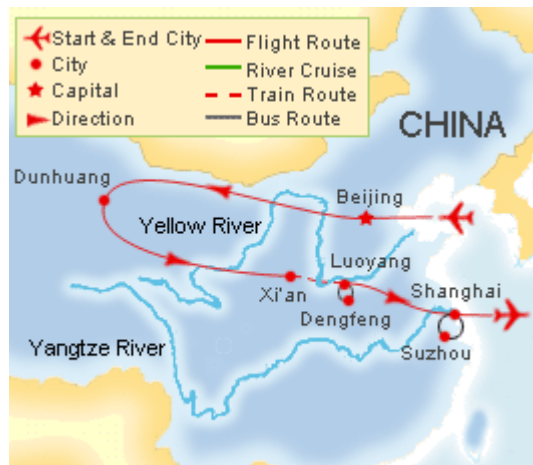 Start & End City
Flight Route
City
River Cruise
Capital
Train Route
Direction
Bus Route
CHINA
Dunhuang
Beijing
Yellow River
Luoyang
Xi'an
Shanghai
Dengfeng
Yangtze River
Suzhou